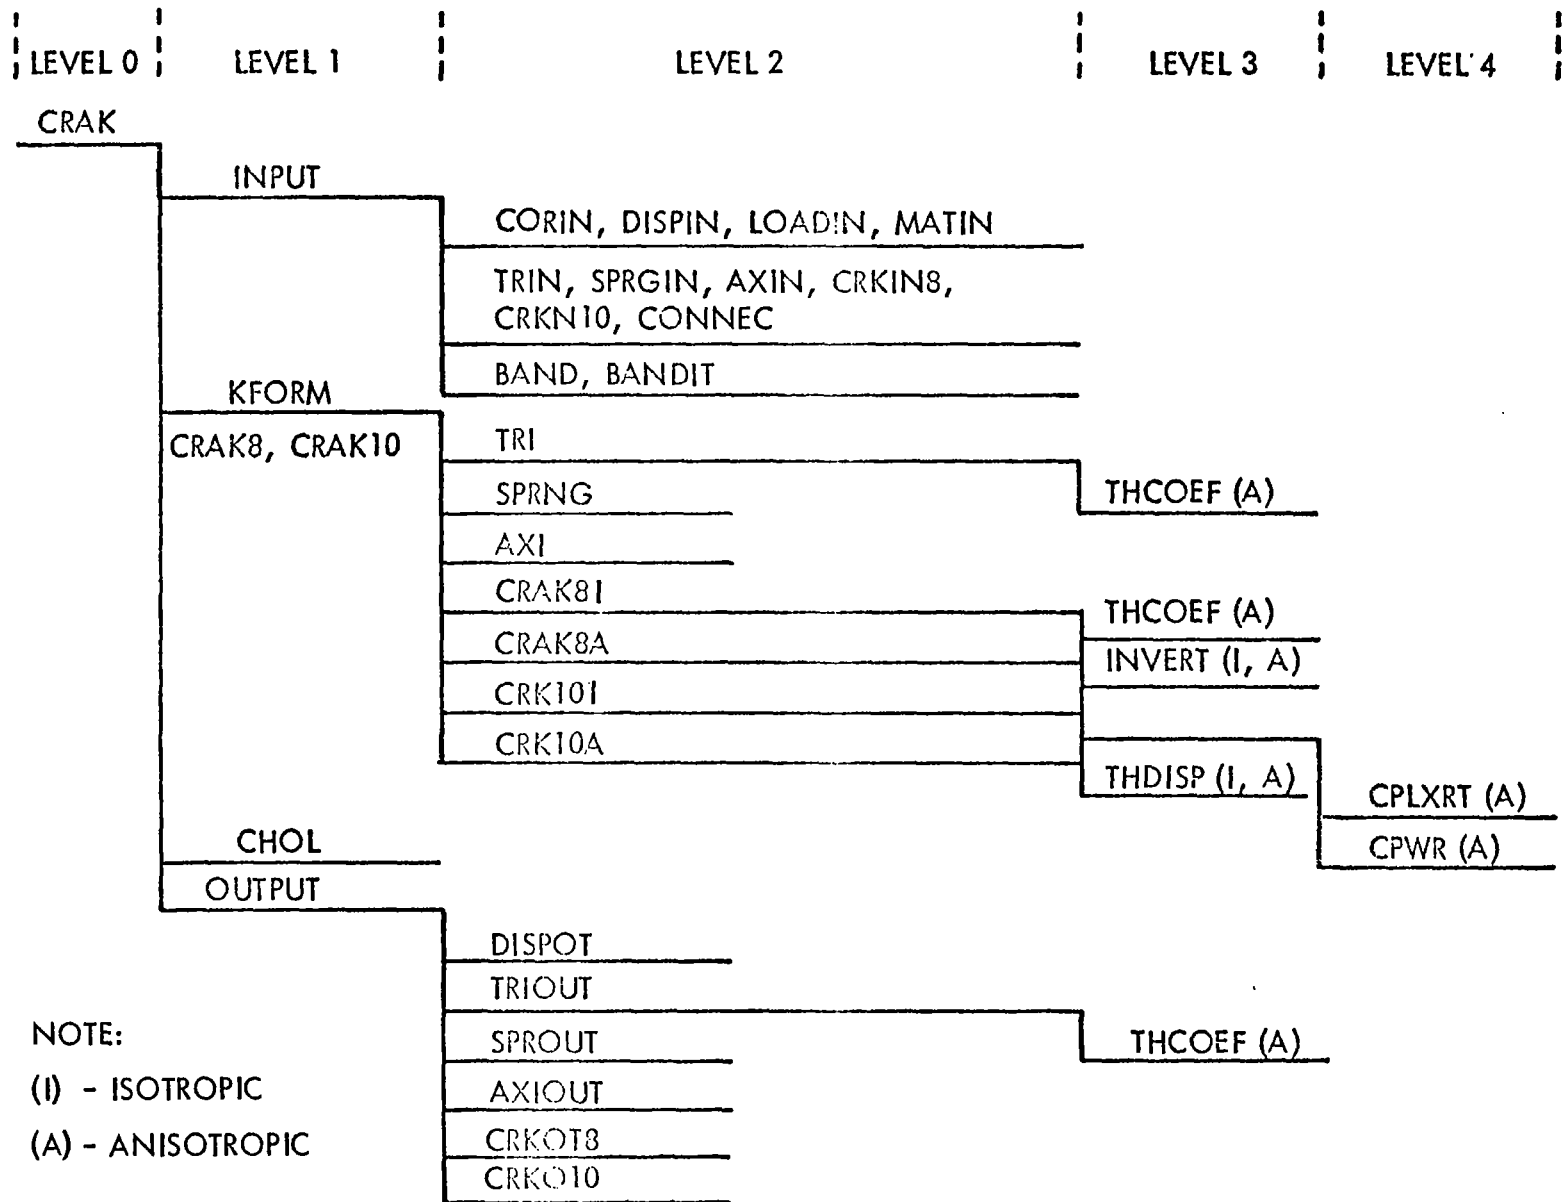 LEVEL 0 LEVEL 1 LEVEL 2 LEVEL 3 LEVEL 4
CRAK
INPUT
CORIN, DISPIN, LOADIN, MATIN
TRIN, SPRGIN, AXIN, CRKIN8,
CRKN10, CONNEC
BAND, BANDIT
KFORM
CRAK8, CRAK10
TRI
SPRNG
THCOEF (A)
AXI
CRAK8I
THCOEF (A)
CRAK8A
INVERT (I, A)
CRK10I
CRK10A
THDISP (I, A)
CPLXRT (A)
CHOL
CPWR (A)
OUTPUT
DISPOT
TRIOUT
SPROUT
THCOEF (A)
AXIOUT
CRKOT8
CRKO10
NOTE:
(I) - ISOTROPIC
(A) - ANISOTROPIC